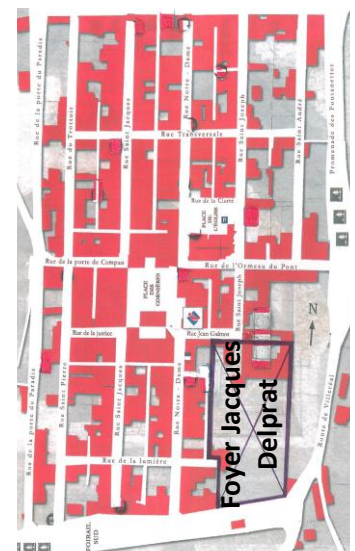 Rue de la porte du Paradis
Rue du Trottoir
Rue Saint Jacques
Rue Notre - Dame
Rue Transversale
Rue Saint Joseph
Rue Saint André
Promenade des
Rue de la Clarté
PLACE
DE
L'EGLISE
Rue de la porte de Campan
Rue de l'Ormeau du Pont
PLACE
DES
CORNIÈRES
Rue Saint Joseph
Rue de la justice
Rue Jean
N
Rue de la porte du Paradis
Rue Saint Pierre
Rue Saint Jacques
Rue Notre - Dame
Foyer Jacques
Delprat
Rue de la lumière
Route de Villeréal
SUD